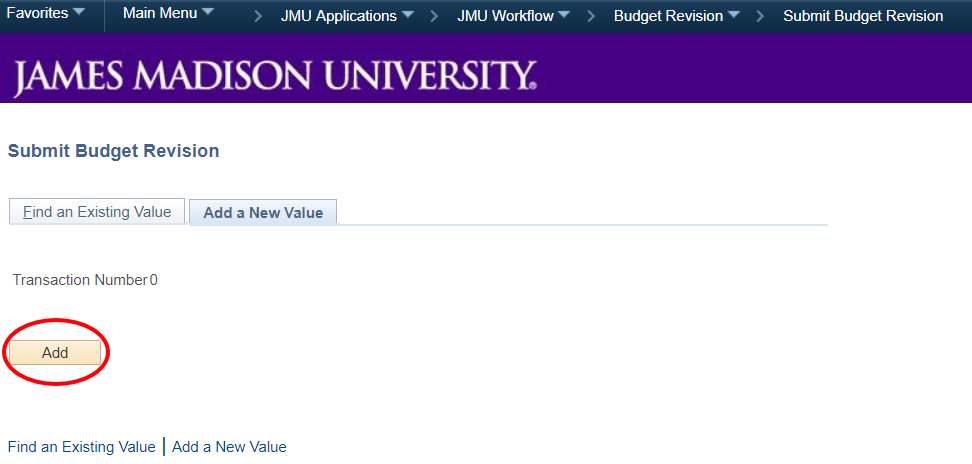 Favorites Main Menu > JMU Applications > JMU Workflow > Budget Revision > Submit Budget Revision
JAMES MADISON UNIVERSITY®
Submit Budget Revision
Find an Existing Value Add a New Value
Transaction Number 0
Add
Find an Existing Value | Add a New Value